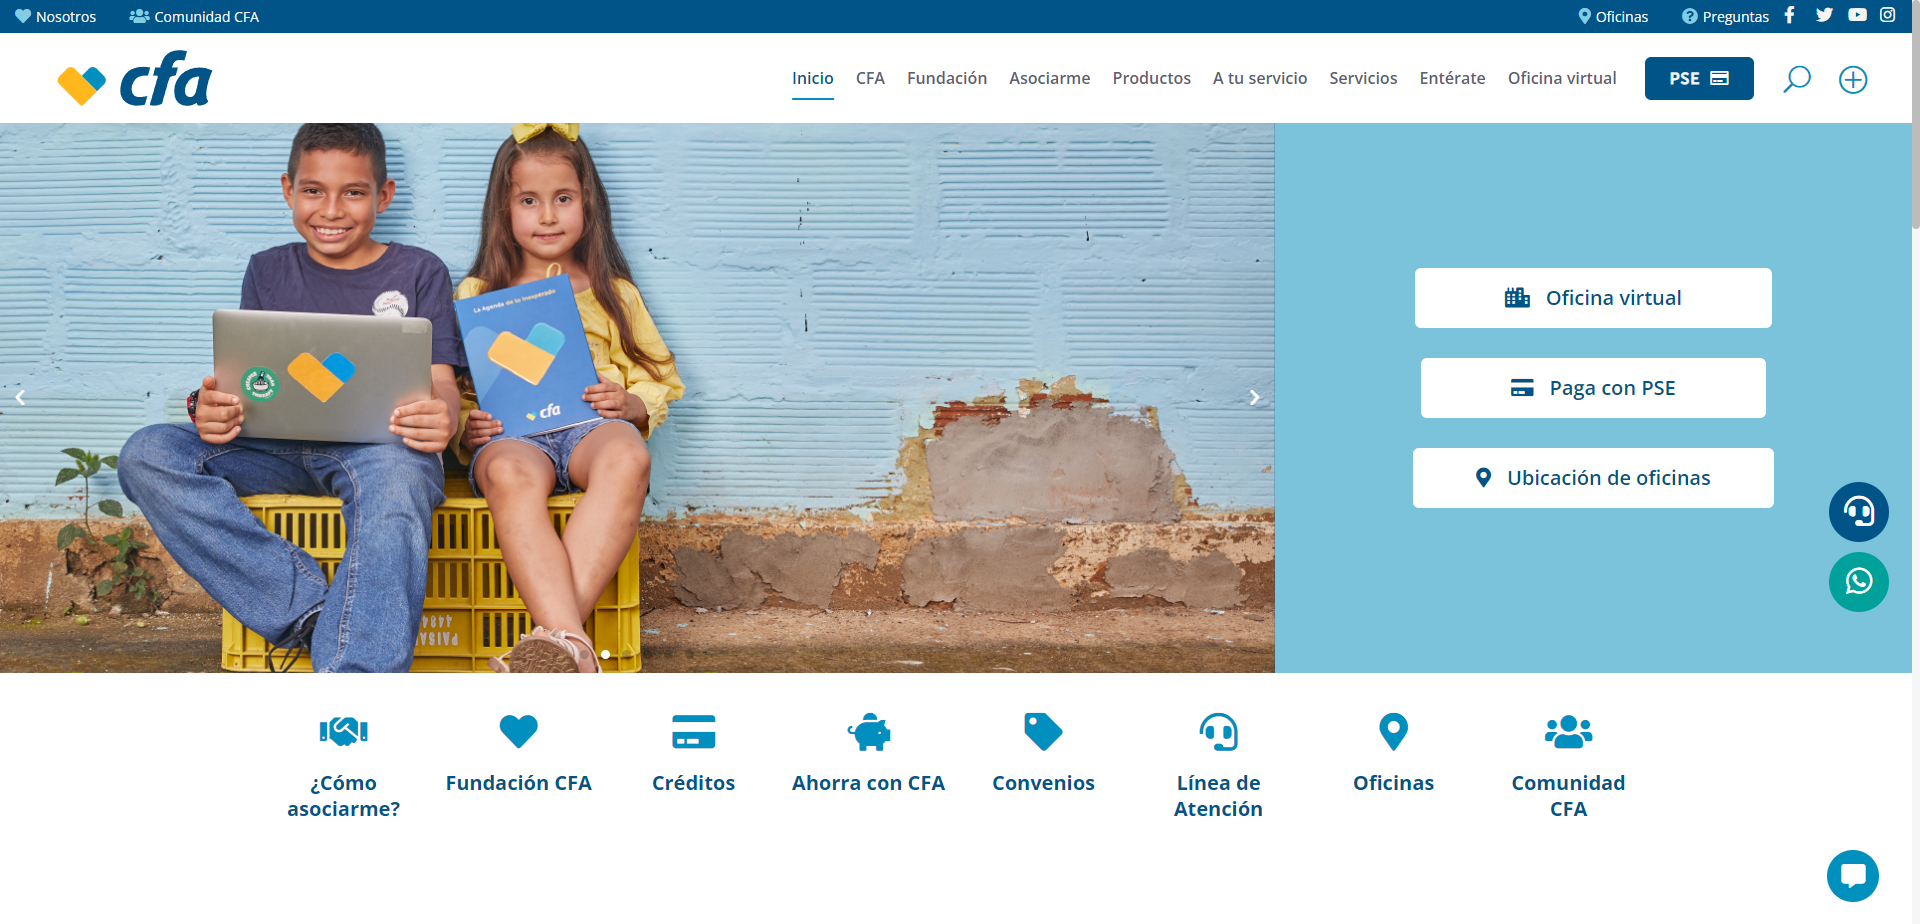 Nosotros
Comunidad CFA
Oficinas
Preguntas
cfa
Inicio
CFA
Fundación
Asociarme
Productos
A tu servicio
Servicios
Entérate
Oficina virtual
PSE
La Agenda de lo Inesperado
cfa
PAISA
4484
Oficina virtual
Paga con PSE
Ubicación de oficinas
¿Cómo
asociarme?
Fundación CFA
Créditos
Ahorra con CFA
Convenios
Línea de
Atención
Oficinas
Comunidad
CFA